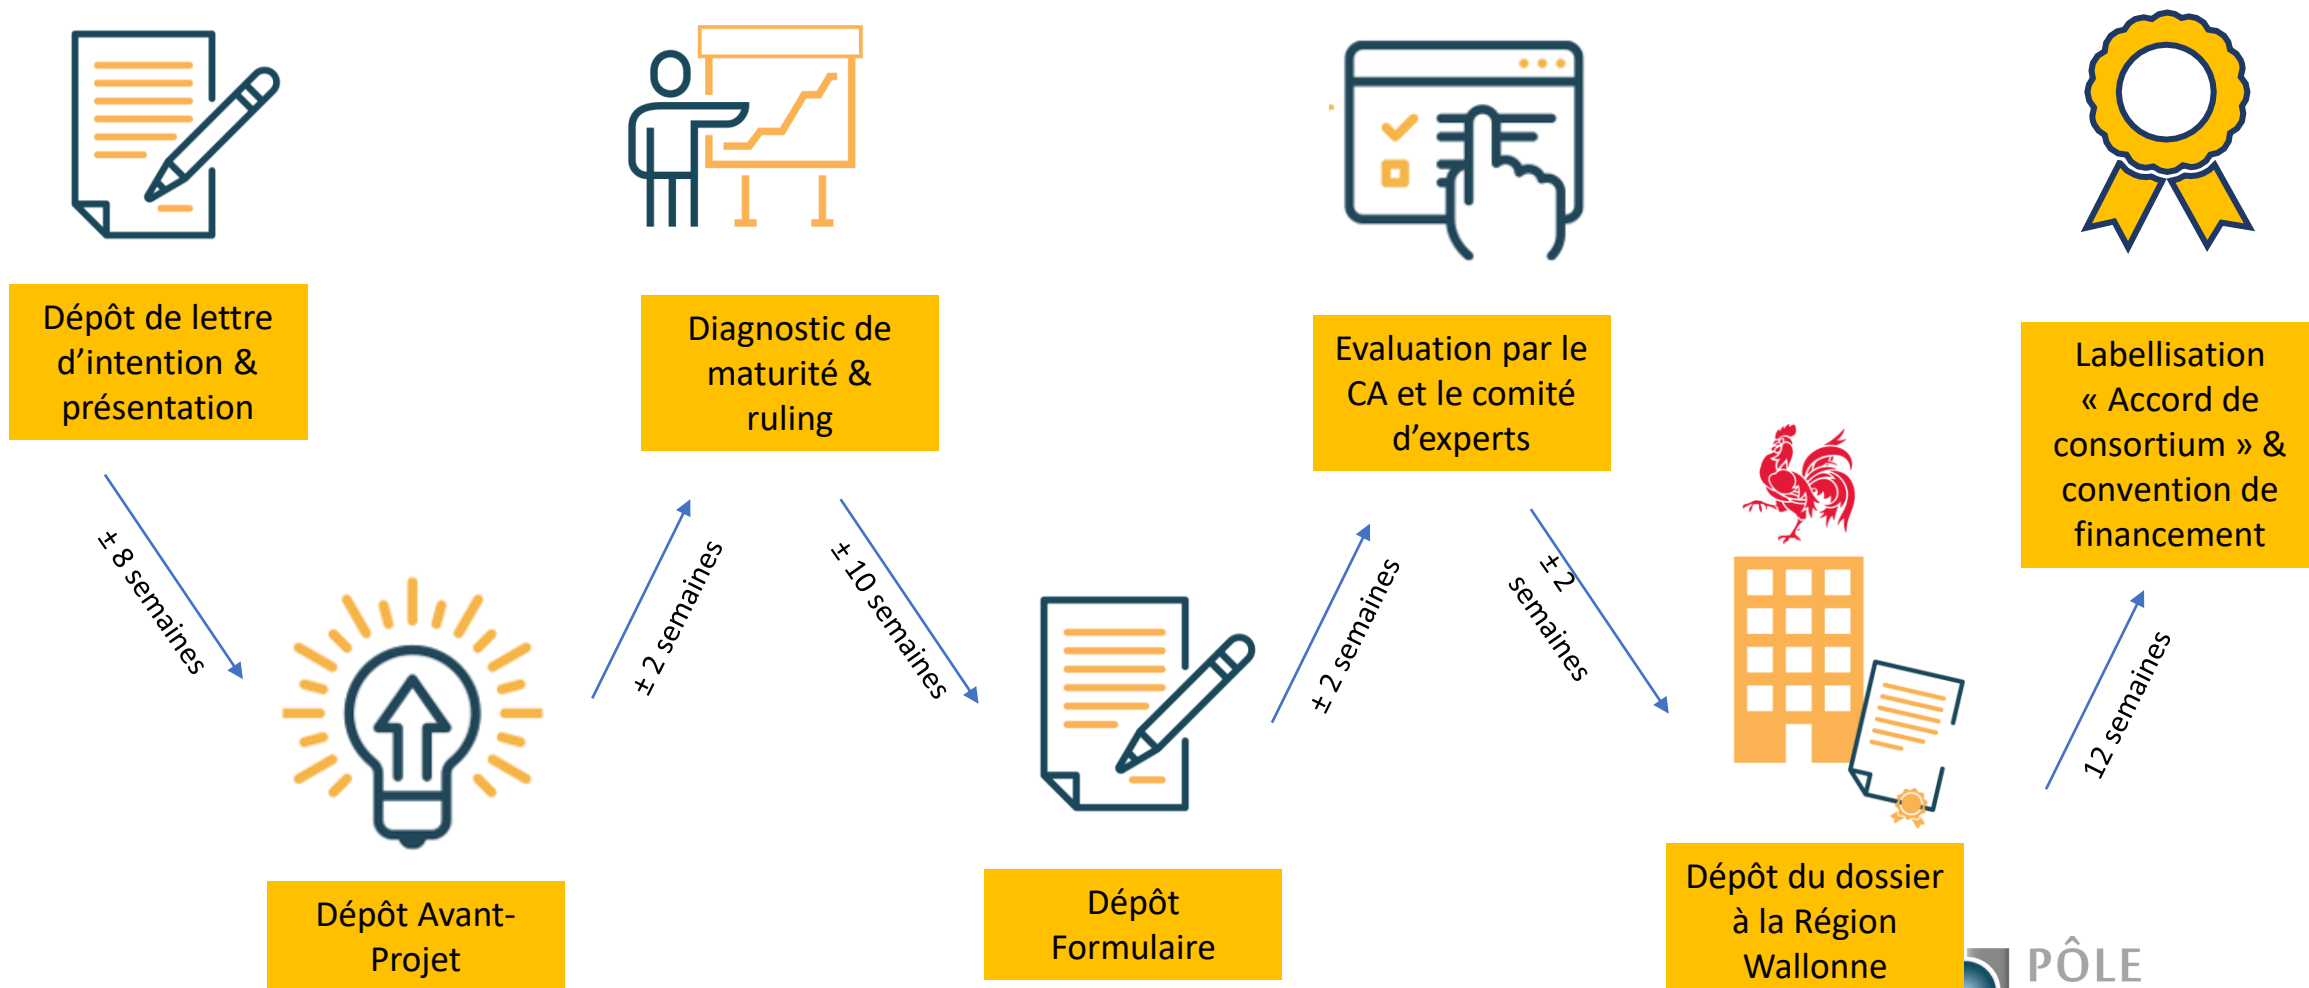 Dépôt de lettre
d’intention &
présentation
± 8 semaines
Dépôt Avant-
Projet
± 2 semaines
Diagnostic de
maturité &
ruling
± 10 semaines
Dépôt
Formulaire
± 2 semaines
Evaluation par le
CA et le comité
d’experts
± 2
semaines
Dépôt du dossier
à la Région
Wallonne
12 semaines
Labellisation
« Accord de
consortium » &
convention de
financement
PÔLE